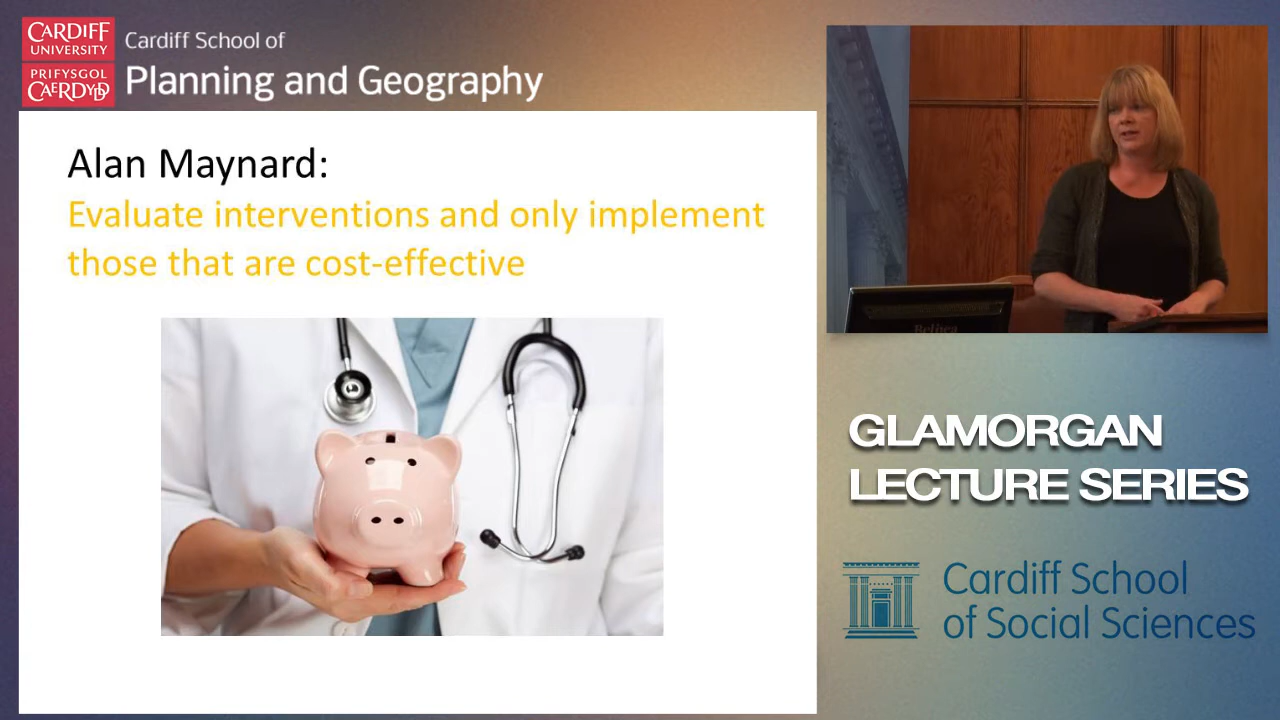 CARDIFF
UNIVERSITY
PRIFYSGOL
CAERDYDD
Cardiff School of
Planning and Geography
Alan Maynard:
Evaluate interventions and only implement
those that are cost-effective
GLAMORGAN
LECTURE SERIES
Cardiff School
of Social Sciences